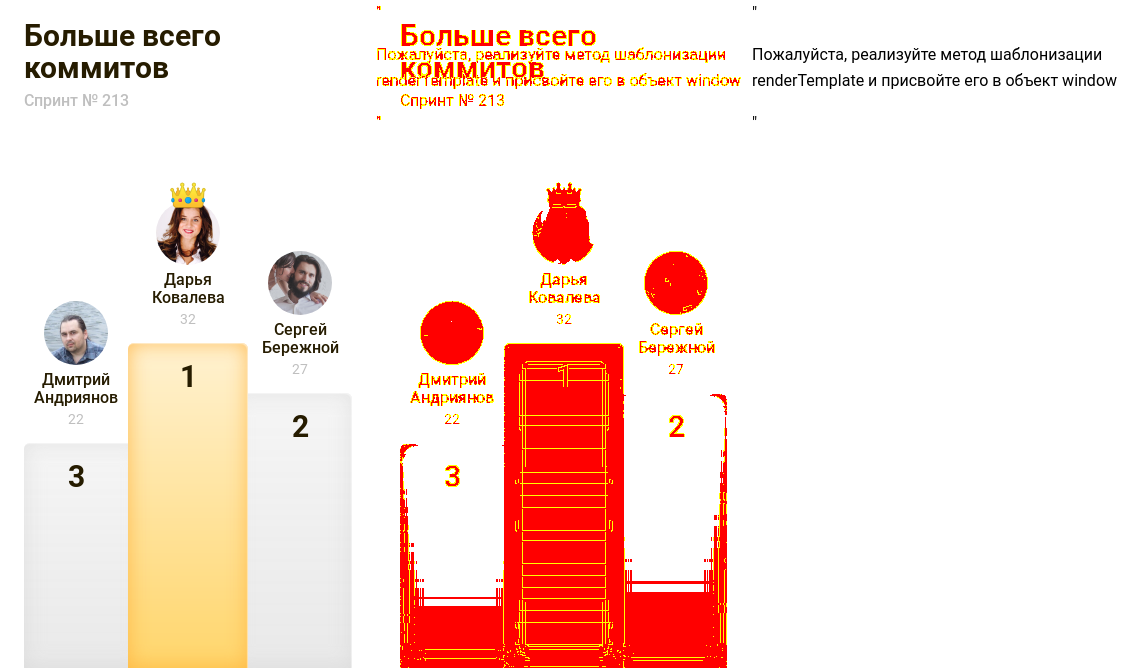 Больше всего
коммитов
Спринт № 213
Дарья
Ковалева
32
Сергей
Бережной
27
Дмитрий
Андриянов
22
1
2
3
"
Больше всего
Пожалуйста, реализуйте метод шаблонизации
коммитов
renderTemplate и присвойте его в объект window
Спринт № 213
"
Дарья
Ковалева
32
Сергей
Бережной
27
Дмитрий
Андриянов
22
1
2
3
"
Пожалуйста, реализуйте метод шаблонизации
renderTemplate и присвойте его в объект window
"